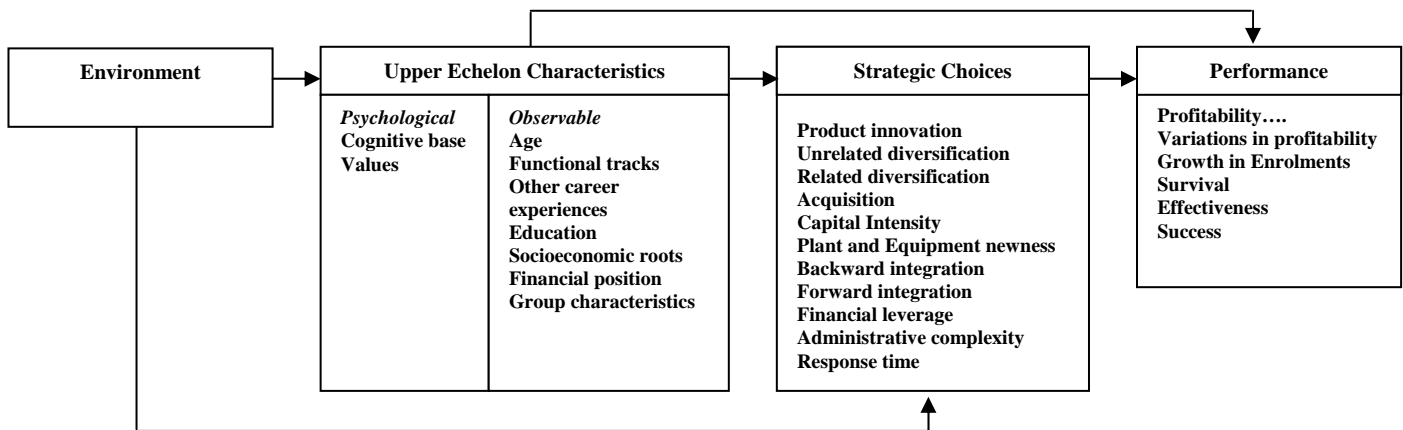 Environment
Upper Echelon Characteristics
Psychological
Cognitive base
Values
Observable
Age
Functional tracks
Other career
experiences
Education
Socioeconomic roots
Financial position
Group characteristics
Strategic Choices
Product innovation
Unrelated diversification
Related diversification
Acquisition
Capital Intensity
Plant and Equipment newness
Backward integration
Forward integration
Financial leverage
Administrative complexity
Response time
Performance
Profitability….
Variations in profitability
Growth in Enrolments
Survival
Effectiveness
Success